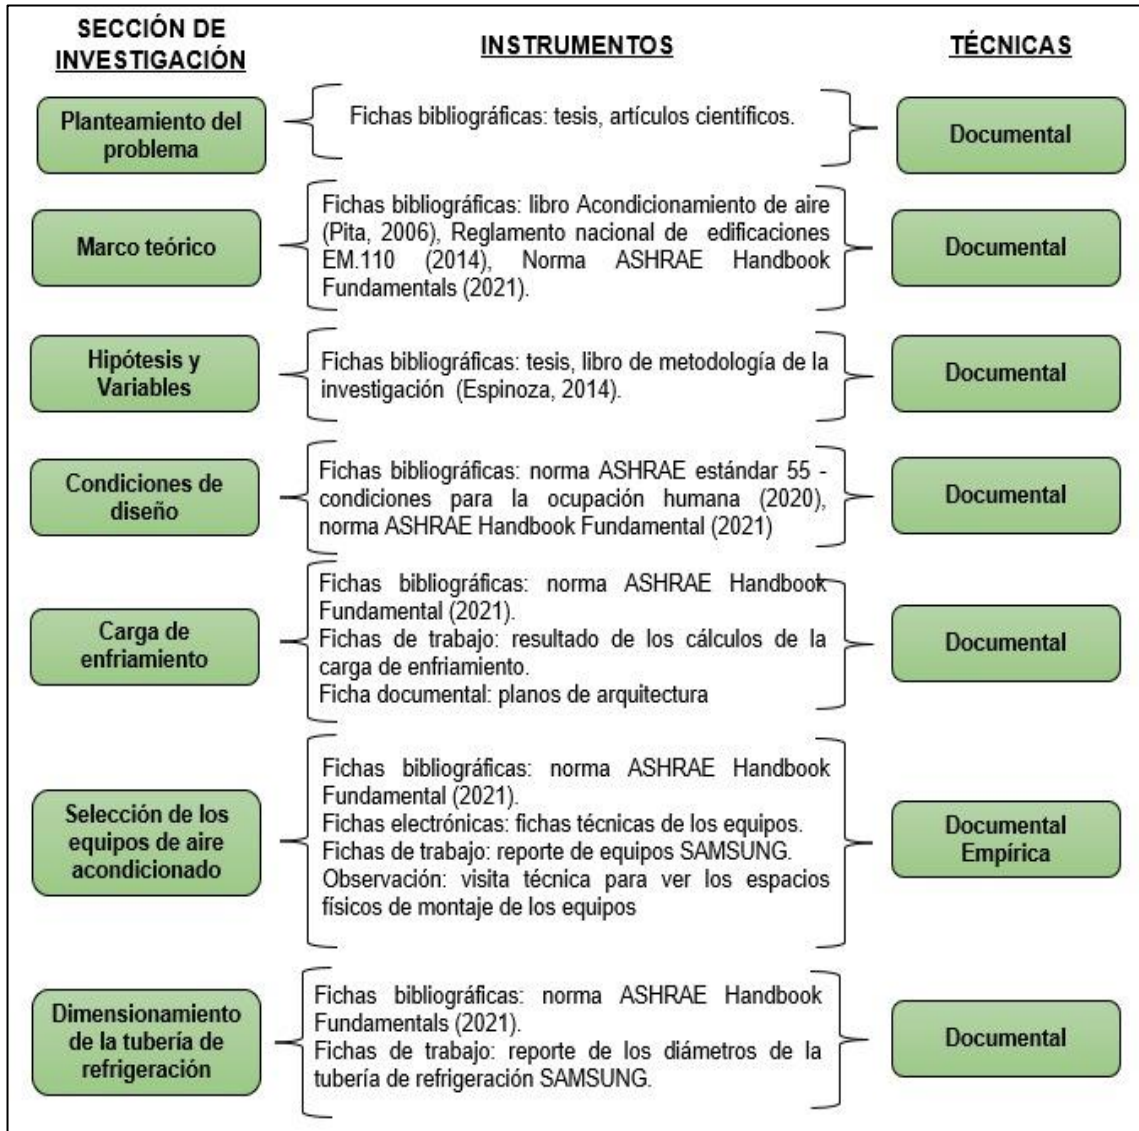 SECCIÓN DE
INVESTIGACIÓN
INSTRUMENTOS
TÉCNICAS
Planteamiento del
problema
Fichas bibliográficas: tesis, artículos científicos.
Documental
Marco teórico
Fichas bibliográficas: libro Acondicionamiento de aire
(Pita, 2006), Reglamento nacional de edificaciones
EM.110 (2014), Norma ASHRAE Handbook
Fundamentals (2021).
Documental
Hipótesis y
Variables
Fichas bibliográficas: tesis, libro de metodología de la
investigación (Espinoza, 2014).
Documental
Condiciones de
diseño
Fichas bibliográficas: norma ASHRAE estándar 55 -
condiciones para la ocupación humana (2020),
norma ASHRAE Handbook Fundamental (2021)
Documental
Carga de
enfriamiento
Fichas bibliográficas: norma ASHRAE Handbook
Fundamental (2021).
Fichas de trabajo: resultado de los cálculos de la
carga de enfriamiento.
Ficha documental: planos de arquitectura
Documental
Selección de los
equipos de aire
acondicionado
Fichas bibliográficas: norma ASHRAE Handbook
Fundamental (2021).
Fichas electrónicas: fichas técnicas de los equipos.
Fichas de trabajo: reporte de equipos SAMSUNG.
Observación: visita técnica para ver los espacios
físicos de montaje de los equipos
Documental
Empírica
Dimensionamiento
de la tubería de
refrigeración
Fichas bibliográficas: norma ASHRAE Handbook
Fundamentals (2021).
Fichas de trabajo: reporte de los diámetros de la
tubería de refrigeración SAMSUNG.
Documental